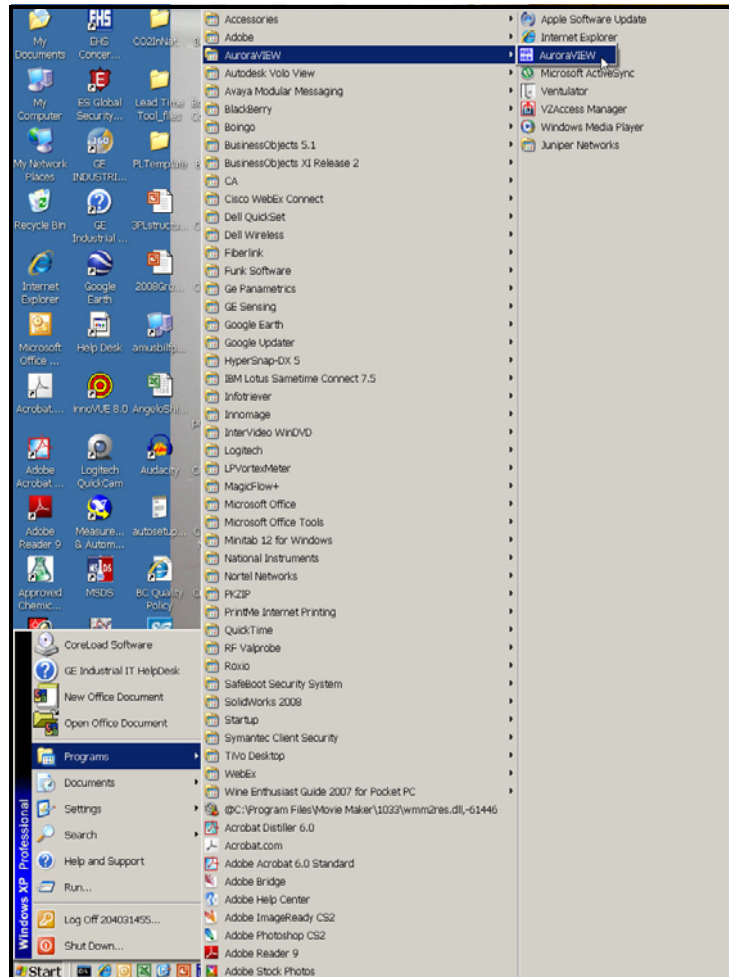 My Documents
EHS Concer...
CO2InNat...
My Computer
ES Global Security...
Lead Time Tool_files
My Network Places
GE INDUSTRI...
PLTemplate
Recycle Bin
GE Industrial ...
3PLstructu...
Internet Explorer
Google Earth
2008Gro...
Microsoft Office ...
Help Desk
amusbilfp...
Acrobat....
InnoVUE 8.0
AngeloShi...
Adobe Acrobat ...
Logitech QuickCam
Audacity
Adobe Reader 9
Measure... & Autom...
autosetup...
Approved Chemic...
MSDS
BC Quality Policy
CoreLoad Software
GE Industrial IT HelpDesk
New Office Document
Open Office Document
Programs
Documents
Settings
Search
Help and Support
Run...
Log Off 204031455...
Shut Down...
Windows XP Professional
Start
Accessories
Adobe
AuroraVIEW
Autodesk Volo View
Avaya Modular Messaging
BlackBerry
Boingo
BusinessObjects 5.1
BusinessObjects XI Release 2
CA
Cisco WebEx Connect
Dell QuickSet
Dell Wireless
Fiberlink
Funk Software
Ge Panametrics
GE Sensing
Google Earth
Google Updater
HyperSnap-DX 5
IBM Lotus Sametime Connect 7.5
Infotriever
Innomage
InterVideo WinDVD
Logitech
LPVortexMeter
MagicFlow+
Microsoft Office
Microsoft Office Tools
Minitab 12 for Windows
National Instruments
Nortel Networks
PKZIP
PrintMe Internet Printing
QuickTime
RF Valprobe
Roxio
SafeBoot Security System
SolidWorks 2008
Startup
Symantec Client Security
TiVo Desktop
WebEx
Wine Enthusiast Guide 2007 for Pocket PC
@C:\Program Files\Movie Maker\1033\wmm2res.dll,-61446
Acrobat Distiller 6.0
Acrobat.com
Adobe Acrobat 6.0 Standard
Adobe Bridge
Adobe Help Center
Adobe ImageReady CS2
Adobe Photoshop CS2
Adobe Reader 9
Adobe Stock Photos
Apple Software Update
Internet Explorer
AuroraVIEW
Microsoft ActiveSync
Ventulator
VZAccess Manager
Windows Media Player
Juniper Networks